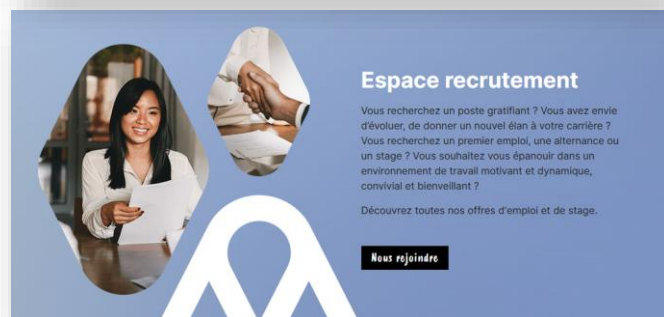 Espace recrutement
Vous recherchez un poste gratifiant ? Vous avez envie
d'évoluer, de donner un nouvel élan à votre carrière ?
Vous recherchez un premier emploi, une alternance ou
un stage ? Vous souhaitez vous épanouir dans un
environnement de travail motivant et dynamique,
convivial et bienveillant ?
Découvrez toutes nos offres d'emploi et de stage.
Nous rejoindre